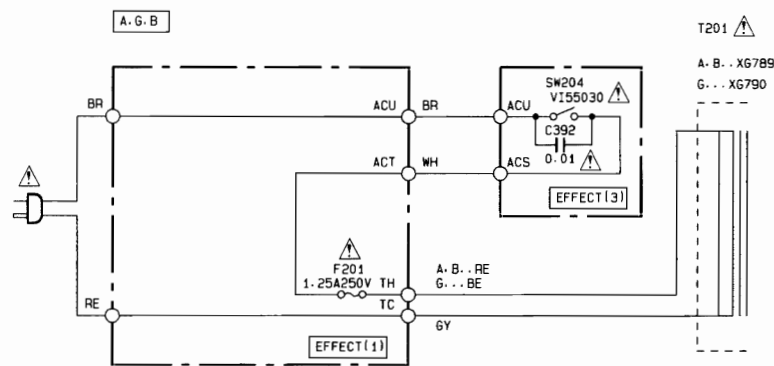 A.G.B
T201 ⚠
A.B..XG789
G...XG790
SW204
VI55030
BR
ACU
BR
ACU
C392
0.01
ACT
WH
ACS
EFFECT(3)
F201
1.25A250V
TH
A.B..RE
G...BE
RE
TC
GY
EFFECT(1)